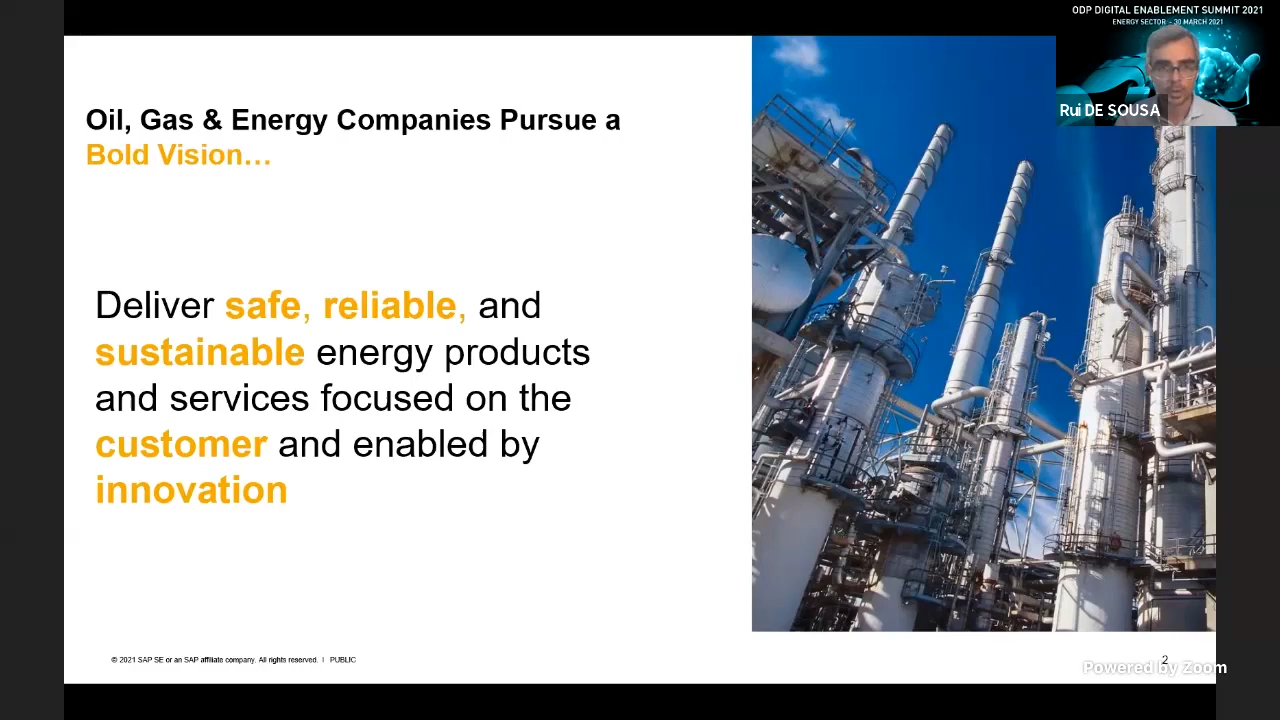 ODP DIGITAL ENABLEMENT SUMMIT 2021
ENERGY SECTOR - 30 MARCH 2021
Rui DE SOUSA
Oil, Gas & Energy Companies Pursue a
Bold Vision…
Deliver safe, reliable, and
sustainable energy products
and services focused on the
customer and enabled by
innovation
© 2021 SAP SE or an SAP affiliate company. All rights reserved. I PUBLIC
2
Powered by Zoom